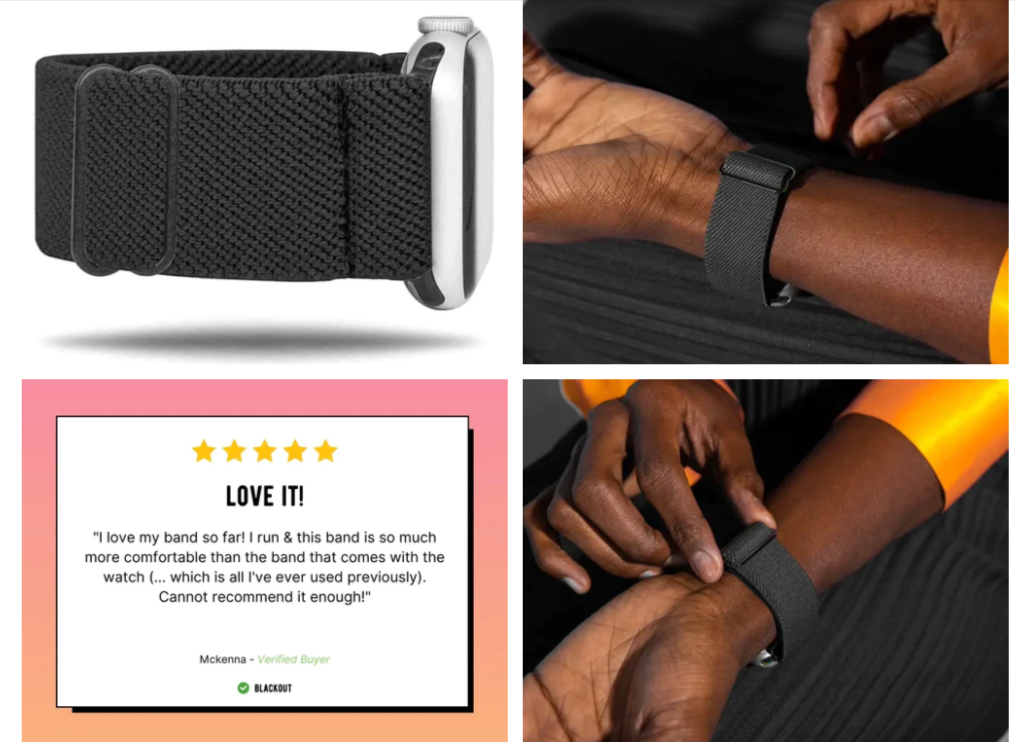 LOVE IT!
"I love my band so far! I run & this band is so much
more comfortable than the band that comes with the
watch (... which is all I've ever used previously).
Cannot recommend it enough!"
Mckenna - Verified Buyer
BLACKOUT